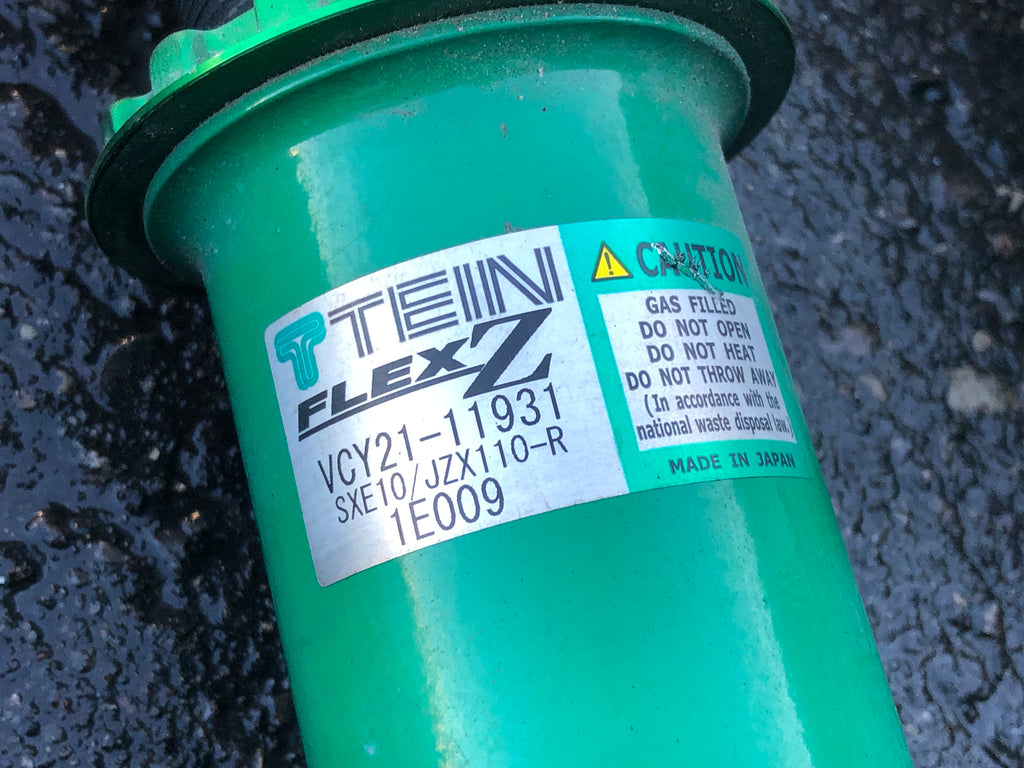 TEIN
FLEX Z
VCY21-11931
SXE10/JZX110-R
1E009
CAUTION
GAS FILLED
DO NOT OPEN
DO NOT HEAT
DO NOT THROW AWAY
(In accordance with the
national waste disposal law.)
MADE IN JAPAN